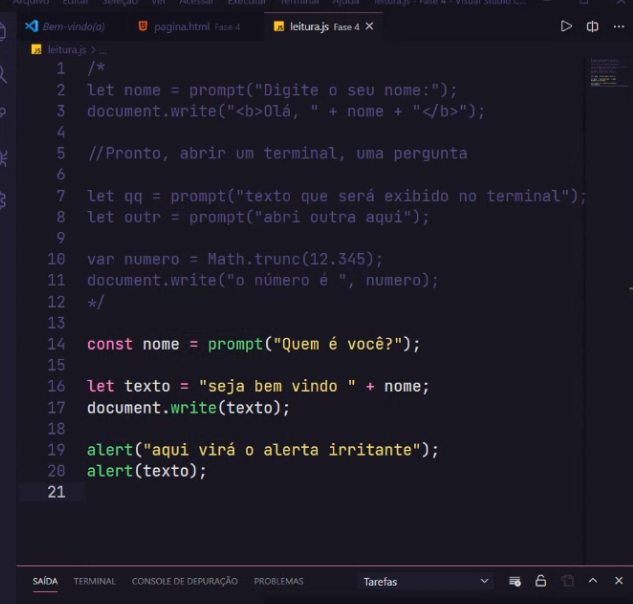 Arquivo Editar Seleção Ver Acessar Executar Terminal Ajuda leitura.js - Fase 4 - Visual Studio C...
Bem-vindo(a) pagina.html Fase 4 leitura.js Fase 4
leitura.js > ...
1 /*
2 let nome = prompt("Digite o seu nome:");
3 document.write("<b>Olá, " + nome + "</b>");
4
5 //Pronto, abrir um terminal, uma pergunta
6
7 let qq = prompt("texto que será exibido no terminal");
8 let outr = prompt("abri outra aqui");
9
10 var numero = Math.trunc(12.345);
11 document.write("o número é ", numero);
12 */
13
14 const nome = prompt("Quem é você?");
15
16 let texto = "seja bem vindo " + nome;
17 document.write(texto);
18
19 alert("aqui virá o alerta irritante");
20 alert(texto);
21
SAÍDA TERMINAL CONSOLE DE DEPURAÇÃO PROBLEMAS Tarefas